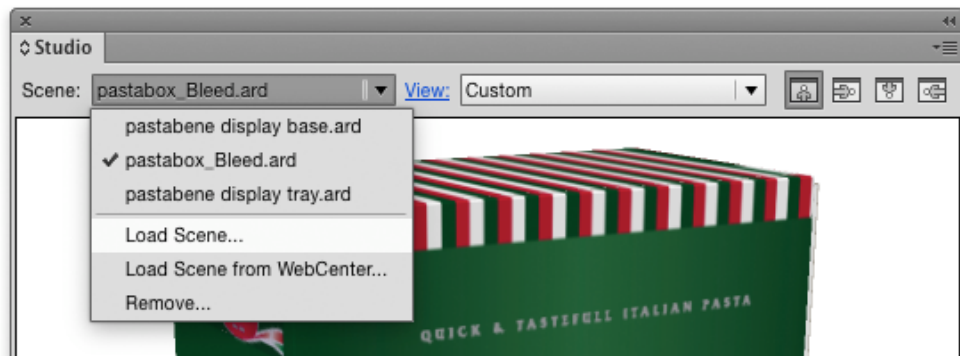 Studio
Scene: pastabox_Bleed.ard View: Custom
pastabene display base.ard
pastabox_Bleed.ard
pastabene display tray.ard
Load Scene...
Load Scene from WebCenter...
Remove...
QUICK & TASTEFULL ITALIAN PASTA